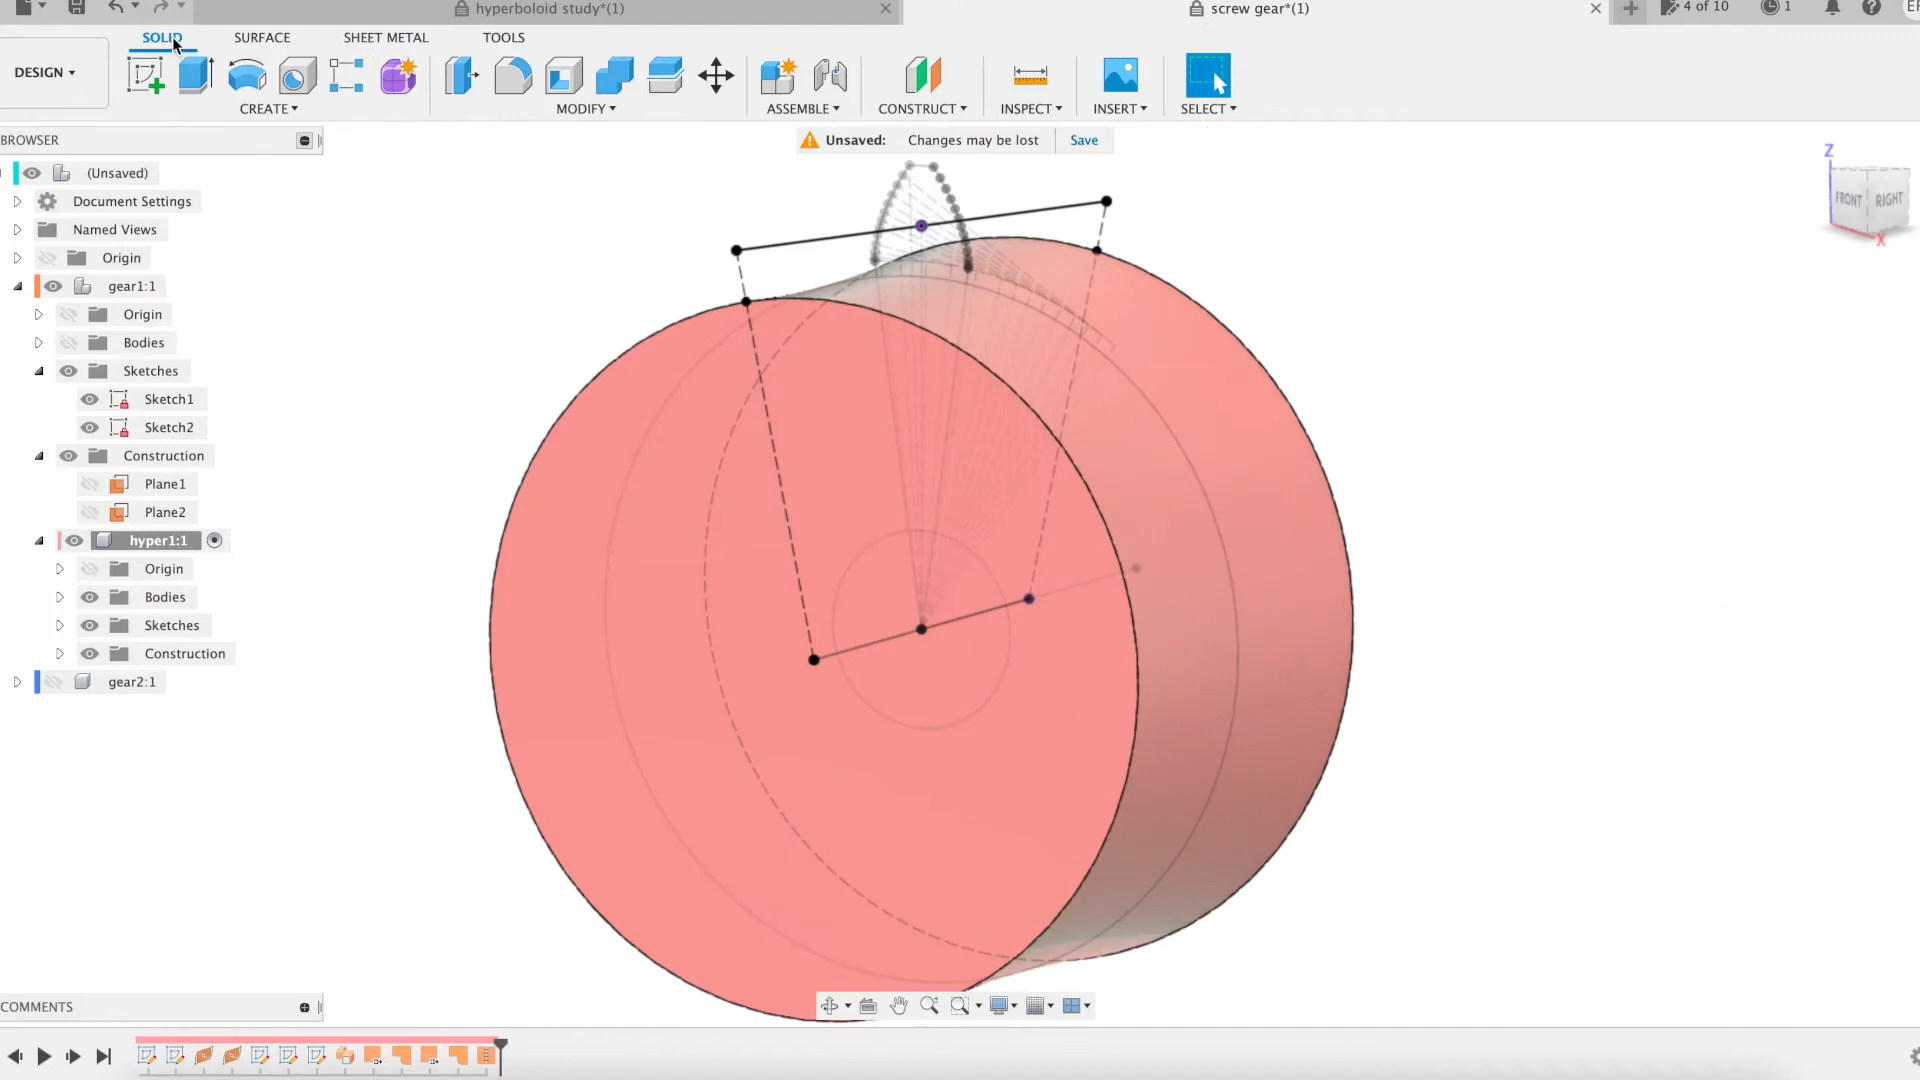 hyperboloid study*(1)
screw gear*(1)
4 of 10
1
SOLID
SURFACE
SHEET METAL
TOOLS
DESIGN
CREATE
MODIFY
ASSEMBLE
CONSTRUCT
INSPECT
INSERT
SELECT
BROWSER
Unsaved: Changes may be lost Save
(Unsaved)
Document Settings
Named Views
Origin
gear1:1
Origin
Bodies
Sketches
Sketch1
Sketch2
Construction
Plane1
Plane2
hyper1:1
Origin
Bodies
Sketches
Construction
gear2:1
Z
FRONT
RIGHT
X
COMMENTS